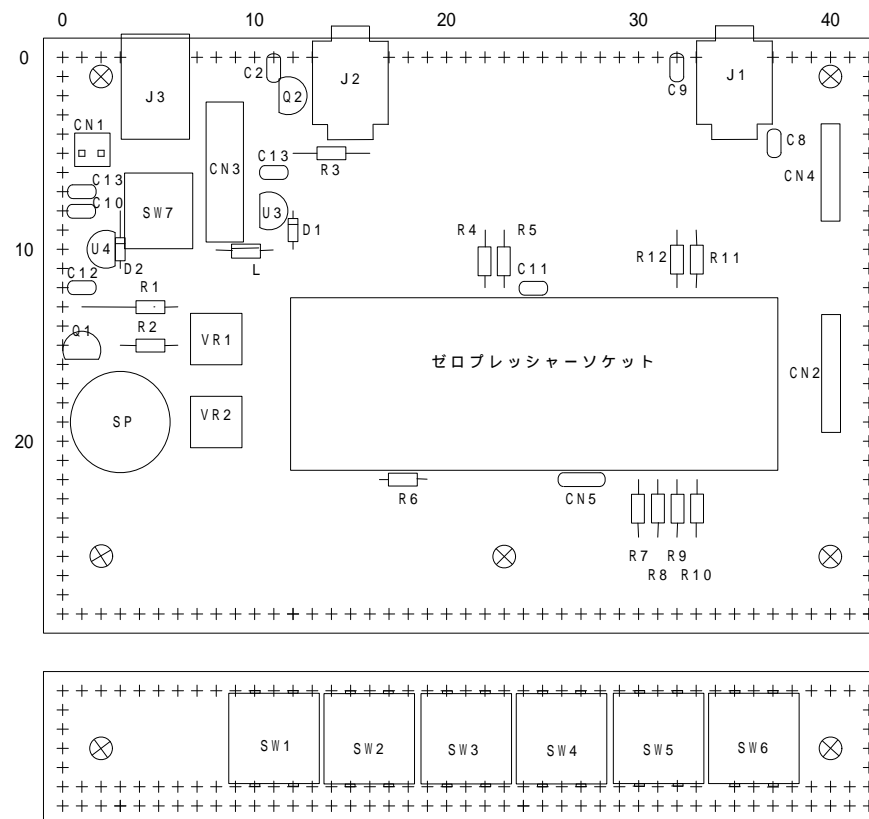 0 10 20 30 40
0
C2
Q2
J2
J3
C9
J1
CN1
C8
C13
R3
CN3
CN4
C13
C10
SW7
U3
D1
R4 R5
U4
D2
L
R12 R11
10
C12
C11
R1
R2
Q1
VR1
ゼロプレッシャーソケット
CN2
SP
VR2
20
R6
CN5
R7 R9
R8 R10
SW1 SW2 SW3 SW4 SW5 SW6